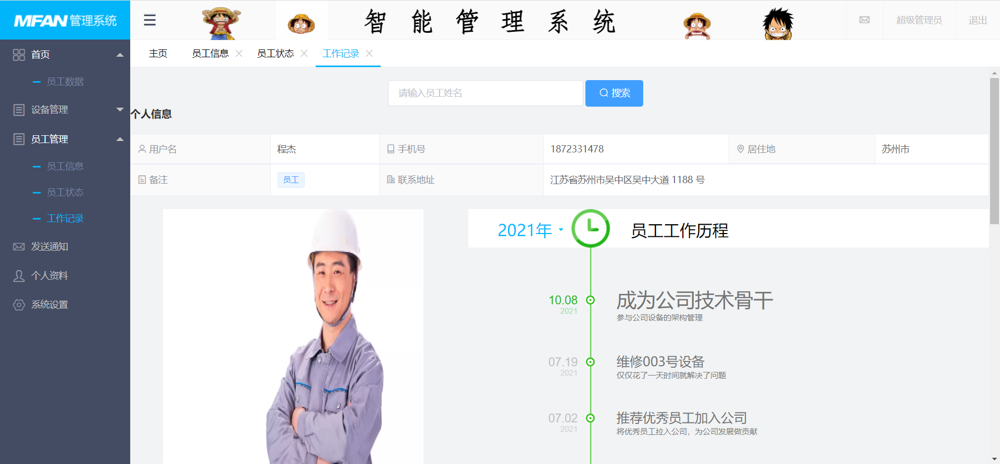 MFAN管理系统
智能管理系统
超级管理员
退出
首页
员工数据
设备管理
员工管理
员工信息
员工状态
工作记录
发送通知
个人资料
系统设置
主页 员工信息 员工状态 工作记录
请输入员工姓名
搜索
个人信息
用户名 程杰 手机号 1872331478 居住地 苏州市
备注 员工 联系地址 江苏省苏州市吴中区吴中大道 1188 号
2021年 员工工作历程
10.08
2021
成为公司技术骨干
参与公司设备的架构管理
07.19
2021
维修003号设备
仅仅花了一天时间就解决了问题
07.02
2021
推荐优秀员工加入公司
将优秀员工拉入公司，为公司发展做贡献